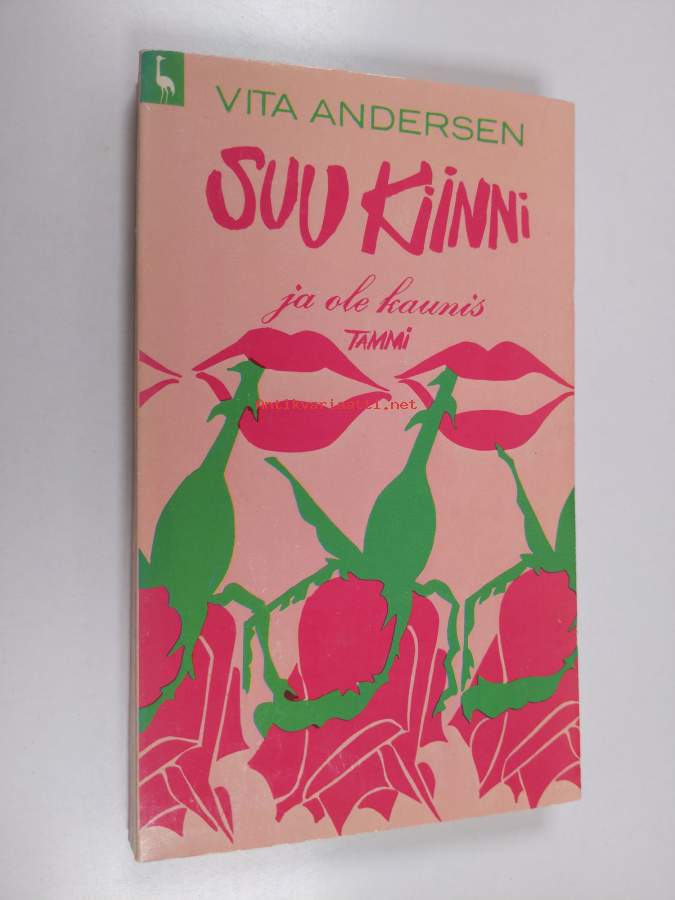 VITA ANDERSEN
SUU KiiNNi
ja ole kaunis
TAMMi
Antikvariaatti.net